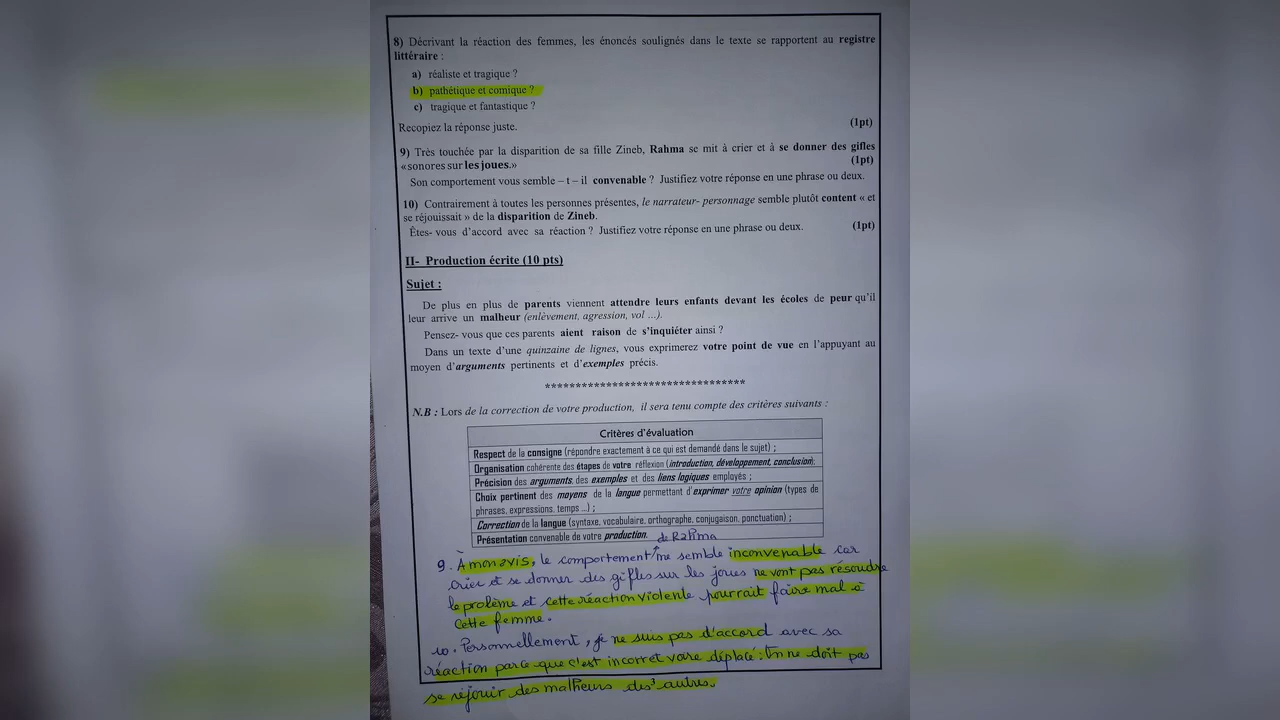 8) Décrivant la réaction des femmes, les énoncés soulignés dans le texte se rapportent au registre
littéraire :
a) réaliste et tragique ?
b) pathétique et comique ?
c) tragique et fantastique ?
Recopiez la réponse juste. (1pt)
9) Très touchée par la disparition de sa fille Zineb, Rahma se mit à crier et à se donner des gifles
«sonores sur les joues.» (1pt)
Son comportement vous semble – t – il convenable ? Justifiez votre réponse en une phrase ou deux.
10) Contrairement à toutes les personnes présentes, le narrateur- personnage semble plutôt content « et
se réjouissait » de la disparition de Zineb.
Êtes- vous d'accord avec sa réaction ? Justifiez votre réponse en une phrase ou deux. (1pt)
II- Production écrite (10 pts)
Sujet :
De plus en plus de parents viennent attendre leurs enfants devant les écoles de peur qu'il
leur arrive un malheur (enlèvement, agression, vol ...).
Pensez- vous que ces parents aient raison de s'inquiéter ainsi ?
Dans un texte d'une quinzaine de lignes, vous exprimerez votre point de vue en l'appuyant au
moyen d'arguments pertinents et d'exemples précis.
*********************************
N.B : Lors de la correction de votre production, il sera tenu compte des critères suivants :
Critères d'évaluation
Respect de la consigne (répondre exactement à ce qui est demandé dans le sujet) ;
Organisation cohérente des étapes de votre réflexion (introduction, développement, conclusion);
Précision des arguments, des exemples et des liens logiques employés ;
Choix pertinent des moyens de la langue permettant d'exprimer votre opinion (types de
phrases, expressions, temps ...) ;
Correction de la langue (syntaxe, vocabulaire, orthographe, conjugaison, ponctuation) ;
Présentation convenable de votre production.
de Rahma
9. À mon avis, le comportement me semble inconvenable car
crier et se donner des gifles sur les joues ne vont pas résoudre
le prolème et cette réaction violente pourrait faire mal à
cette femme.
10. Personnellement, je ne suis pas d'accord avec sa
réaction parce que c'est incorret voire déplacé : On ne doit pas
se réjouir des malheurs des autres.